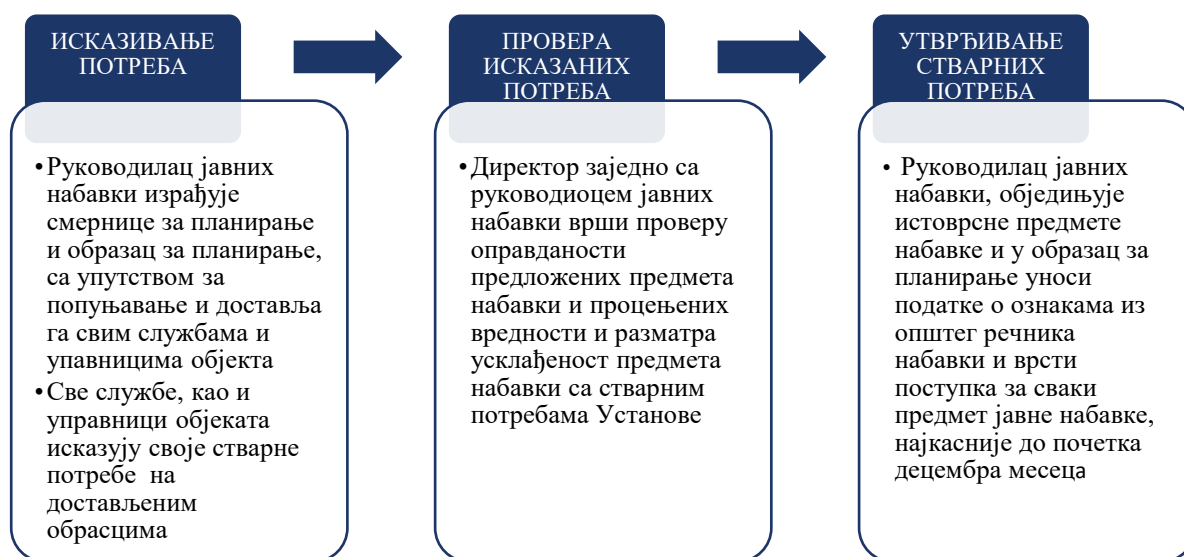 ИСКАЗИВАЊЕ
ПОТРЕБА
•Руководилац јавних
набавки израђује
смернице за планирање
и образац за планирање,
са упутством за
попуњавање и доставља
га свим службама и
упавницима објекта
•Све службе, као и
управници објеката
исказују своје стварне
потребе на
достављеним
обрасцима
ПРОВЕРА
ИСКАЗАНИХ
ПОТРЕБА
•Директор заједно са
руководиоцем јавних
набавки врши проверу
оправданости
предложених предмета
набавки и процењених
вредности и разматра
усклађеност предмета
набавки са стварним
потребама Установе
УТВРЂИВАЊЕ
СТВАРНИХ
ПОТРЕБА
• Руководилац јавних
набавки, обједињује
истоврсне предмете
набавке и у образац за
планирање уноси
податке о ознакама из
општег речника
набавки и врсти
поступка за сваки
предмет јавне набавке,
најкасније до почетка
децембра месеца